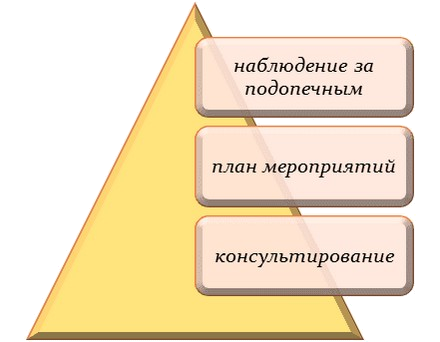 наблюдение за
подопечным
план мероприятий
консультирование